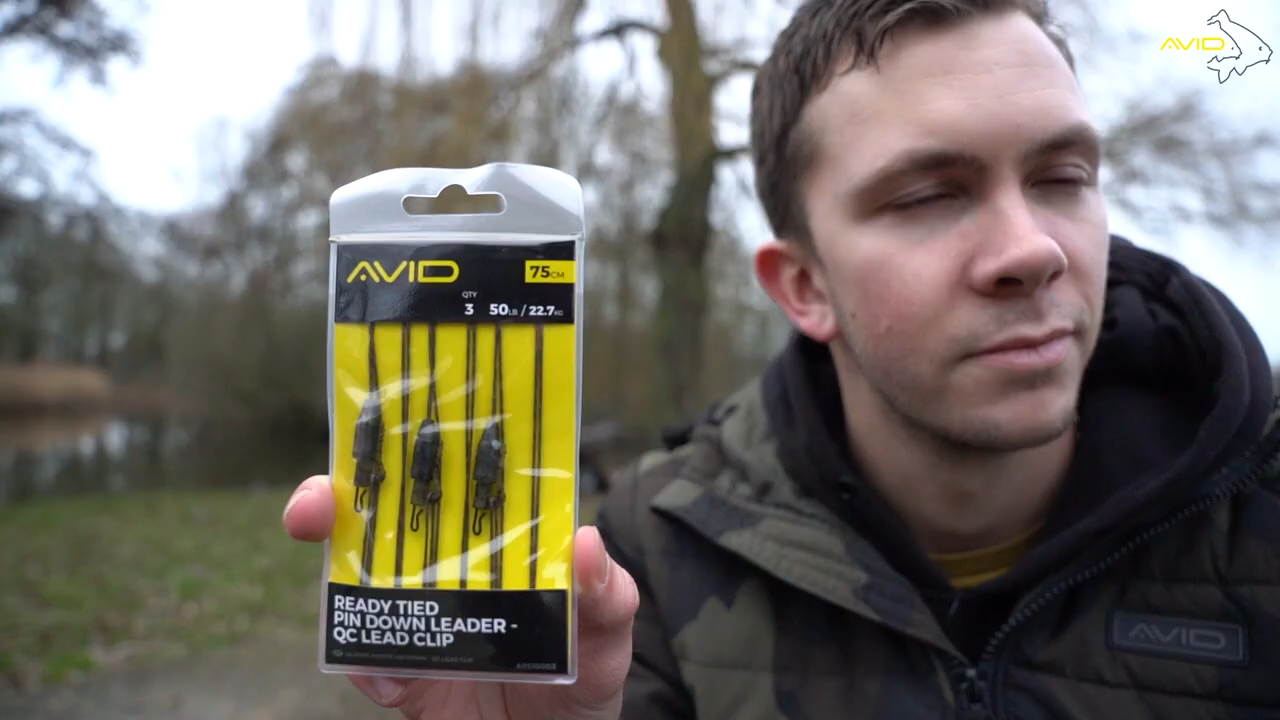 AVID
AVID
75CM
QTY
3 50LB / 22.7KG
READY TIED
PIN DOWN LEADER -
QC LEAD CLIP
AVID